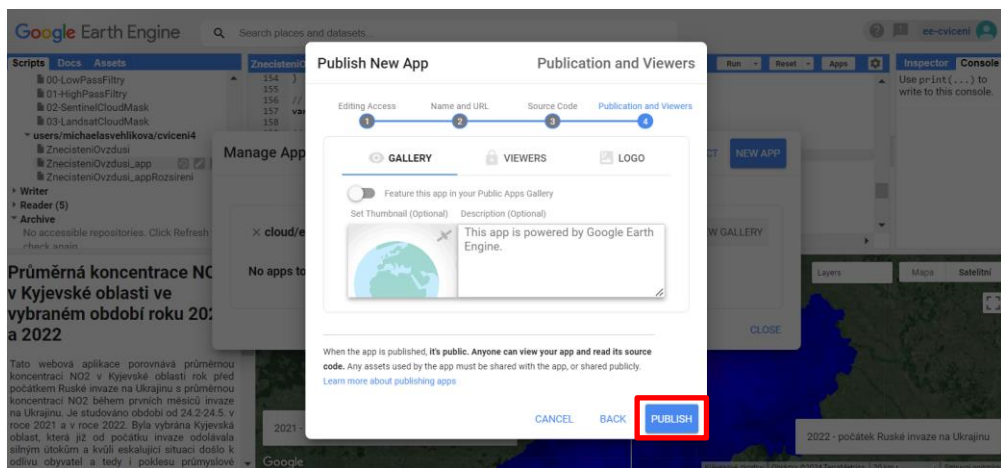 Google Earth Engine
Search places and datasets...
ee-cviceni
Scripts Docs Assets
00-LowPassFiltry
01-HighPassFiltry
02-SentinelCloudMask
03-LandsatCloudMask
users/michaelasvehlikova/cviceni4
ZnecisteniOvzdusi
ZnecisteniOvzdusi_app
ZnecisteniOvzdusi_appRozsireni
Writer
Reader (5)
Archive
No accessible repositories. Click Refresh
check again
ZnecisteniO
154 }
155
156 //
157 va
158
Run Reset Apps
Inspector Console
Use print(...) to
write to this console.
Manage App
NEW APP
cloud/e
W GALLERY
No apps to
CLOSE
Publish New App
Publication and Viewers
Editing Access Name and URL Source Code Publication and Viewers
1 2 3 4
GALLERY VIEWERS LOGO
Feature this app in your Public Apps Gallery
Set Thumbnail (Optional) Description (Optional)
This app is powered by Google Earth
Engine.
When the app is published, it's public. Anyone can view your app and read its source
code. Any assets used by the app must be shared with the app, or shared publicly.
Learn more about publishing apps
CANCEL BACK PUBLISH
Průměrná koncentrace NO
v Kyjevské oblasti ve
vybraném období roku 202
a 2022
Tato webová aplikace porovnává průměrnou
koncentraci NO2 v Kyjevské oblasti rok před
počátkem Ruské invaze na Ukrajinu s průměrnou
koncentrací NO2 během prvních měsíců invaze
na Ukrajinu. Je studováno období od 24.2-24.5. v
roce 2021 a v roce 2022. Byla vybrána Kyjevská
oblast, která již od počátku invaze odolávala
silným útokům a kvůli eskalující situaci došlo k
odlivu obyvatel a tedy i poklesu průmyslové
2021 -
Google
Layers
Mapa Satelitní
2022 - počátek Ruské invaze na Ukrajinu